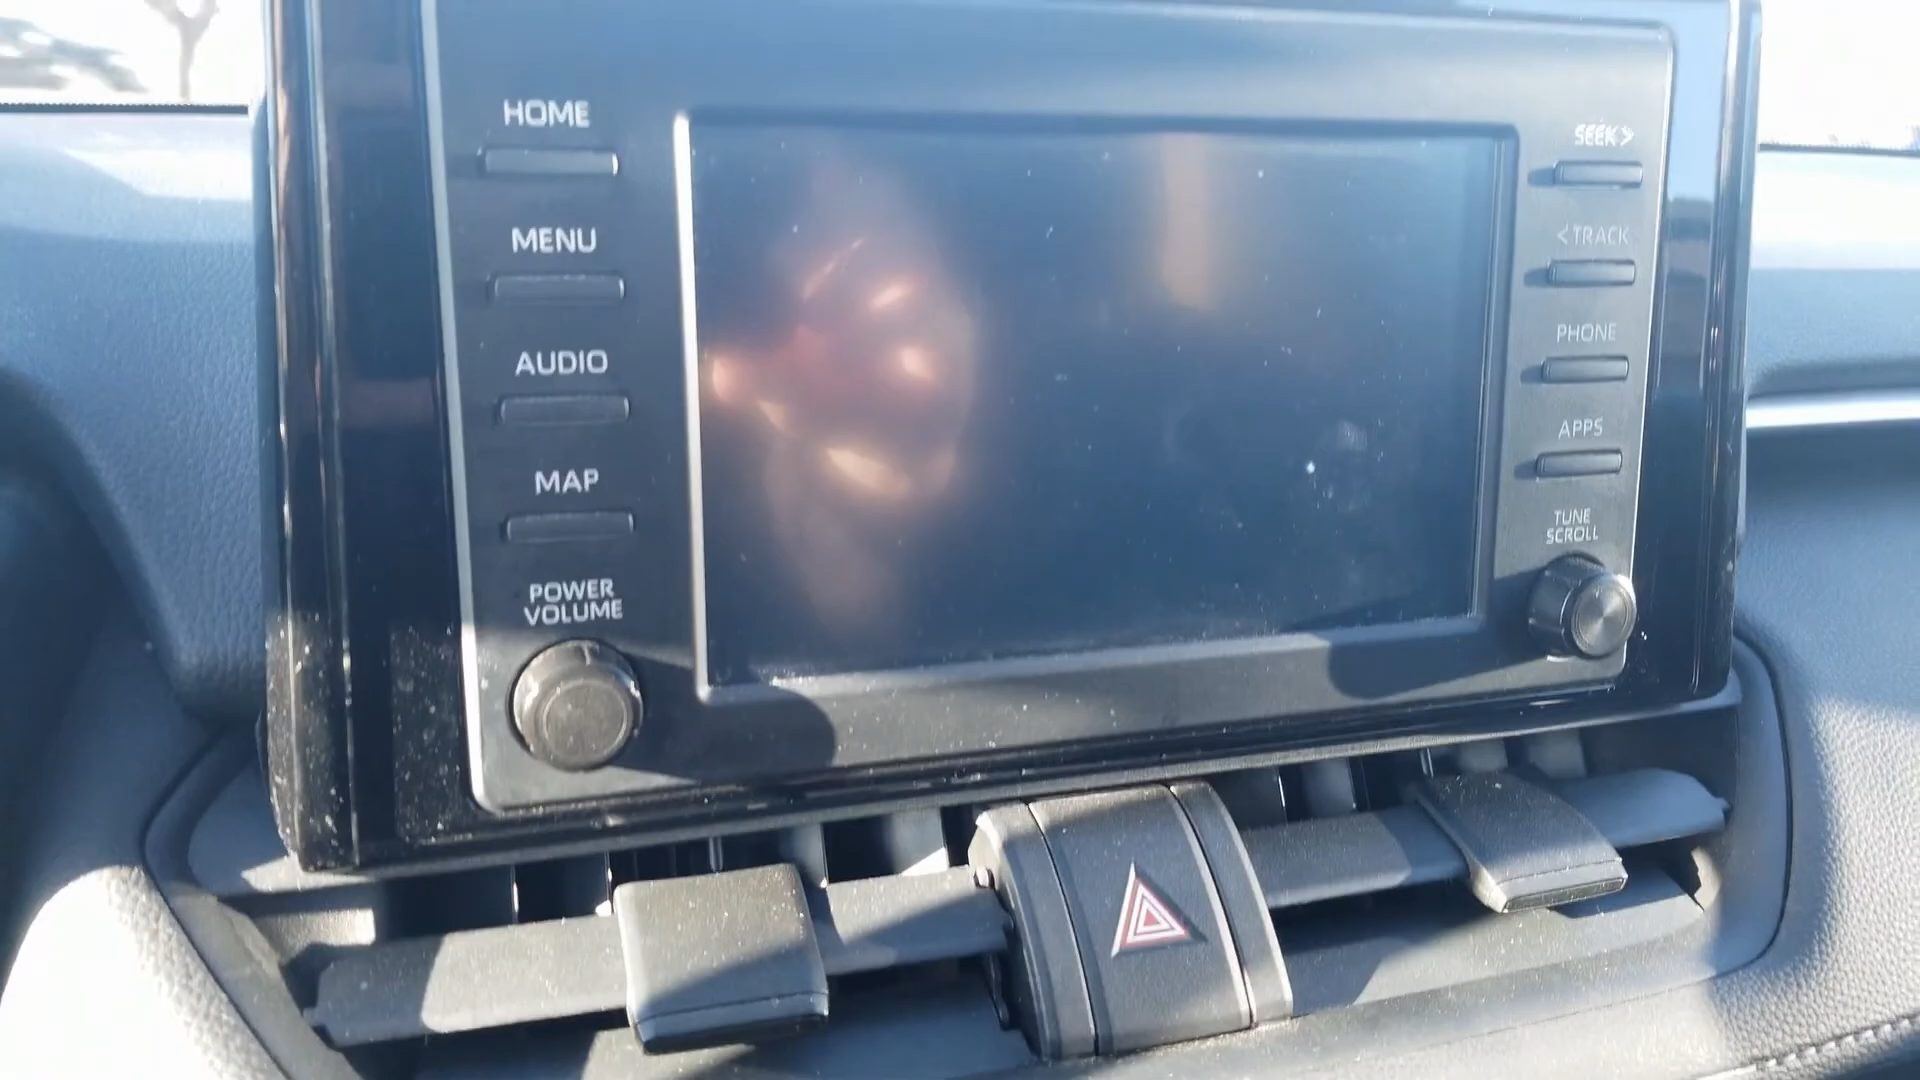 HOME
MENU
AUDIO
MAP
POWER
VOLUME
SEEK>
<TRACK
PHONE
APPS
TUNE
SCROLL